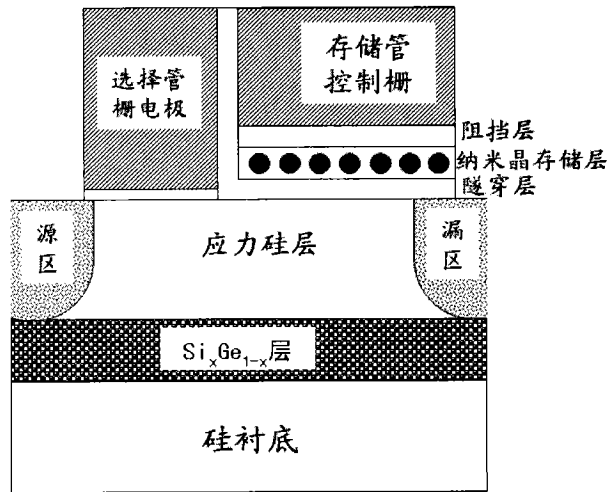 选择管
栅电极
存储管
控制栅
阻挡层
纳米晶存储层
隧穿层
源区
应力硅层
漏区
SiₓGe₁₋ₓ层
硅衬底